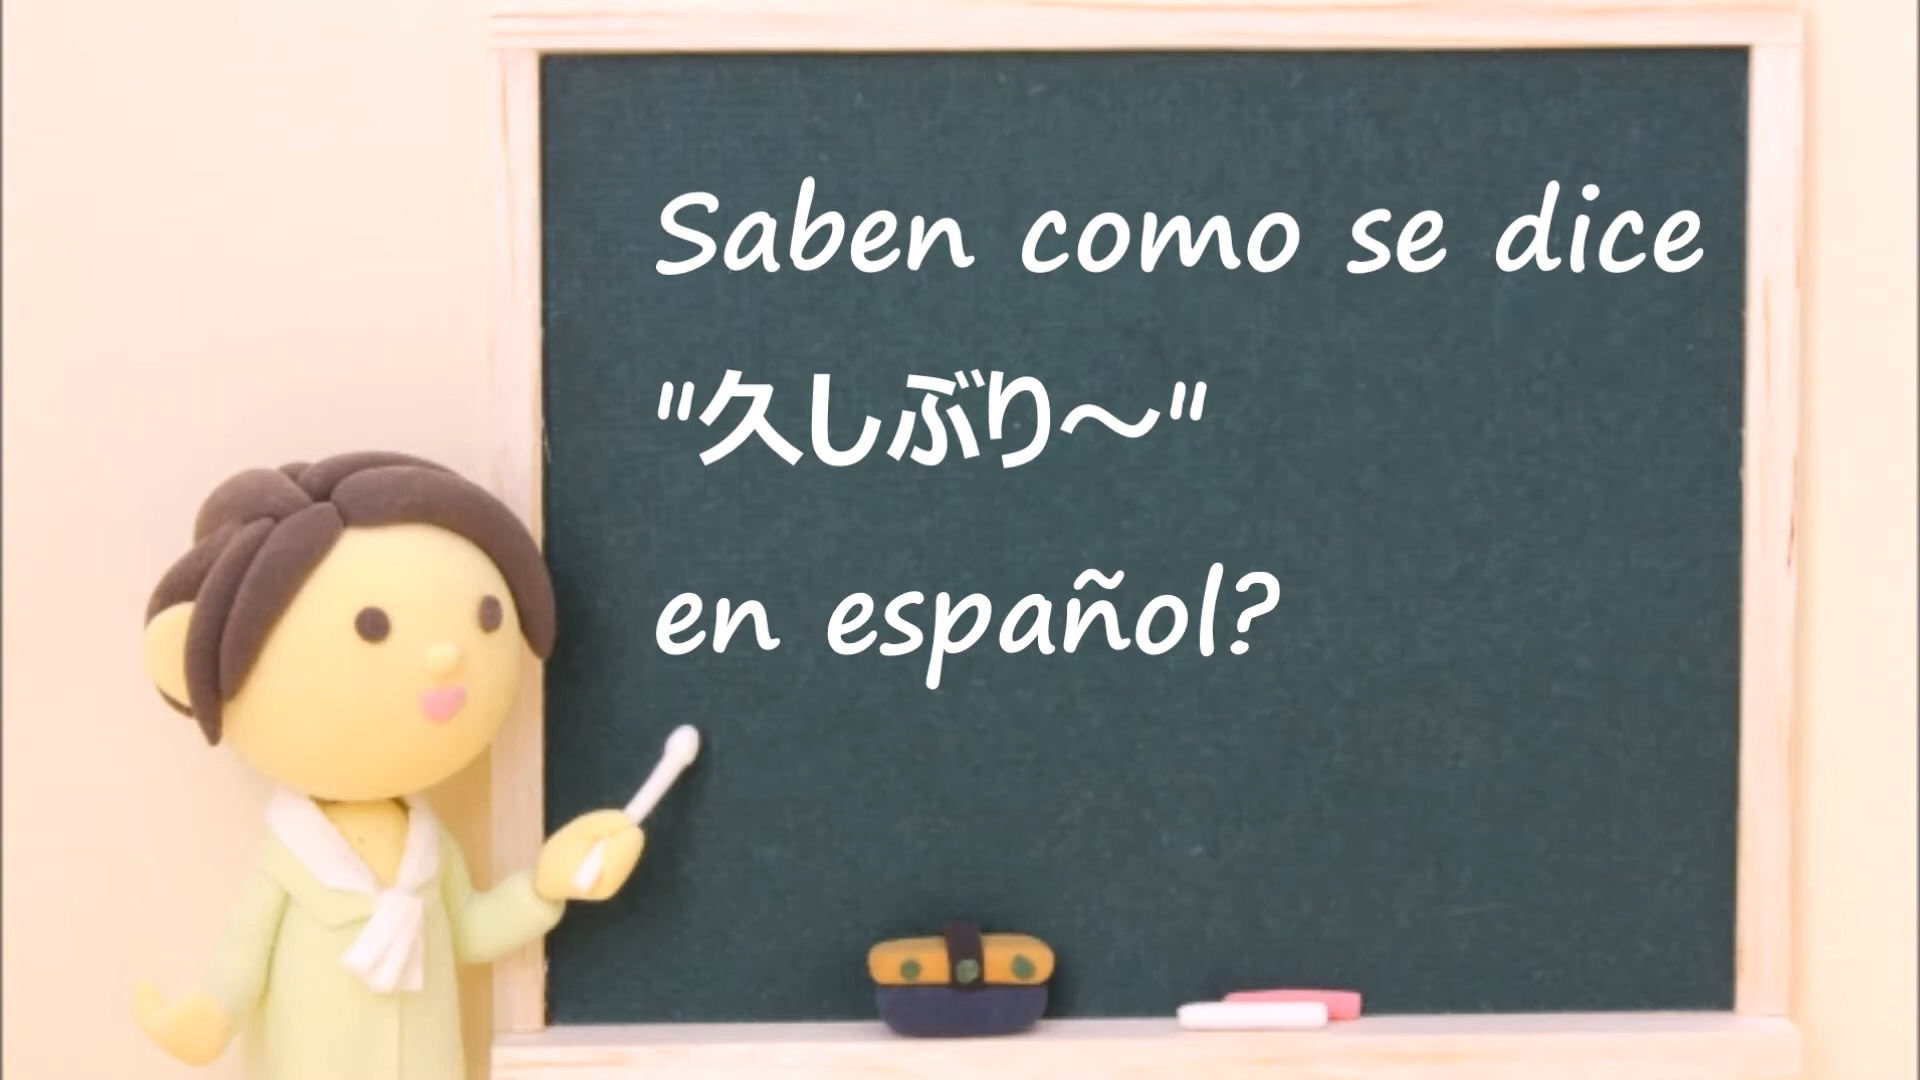 Saben como se dice
"久しぶり～"
en español?